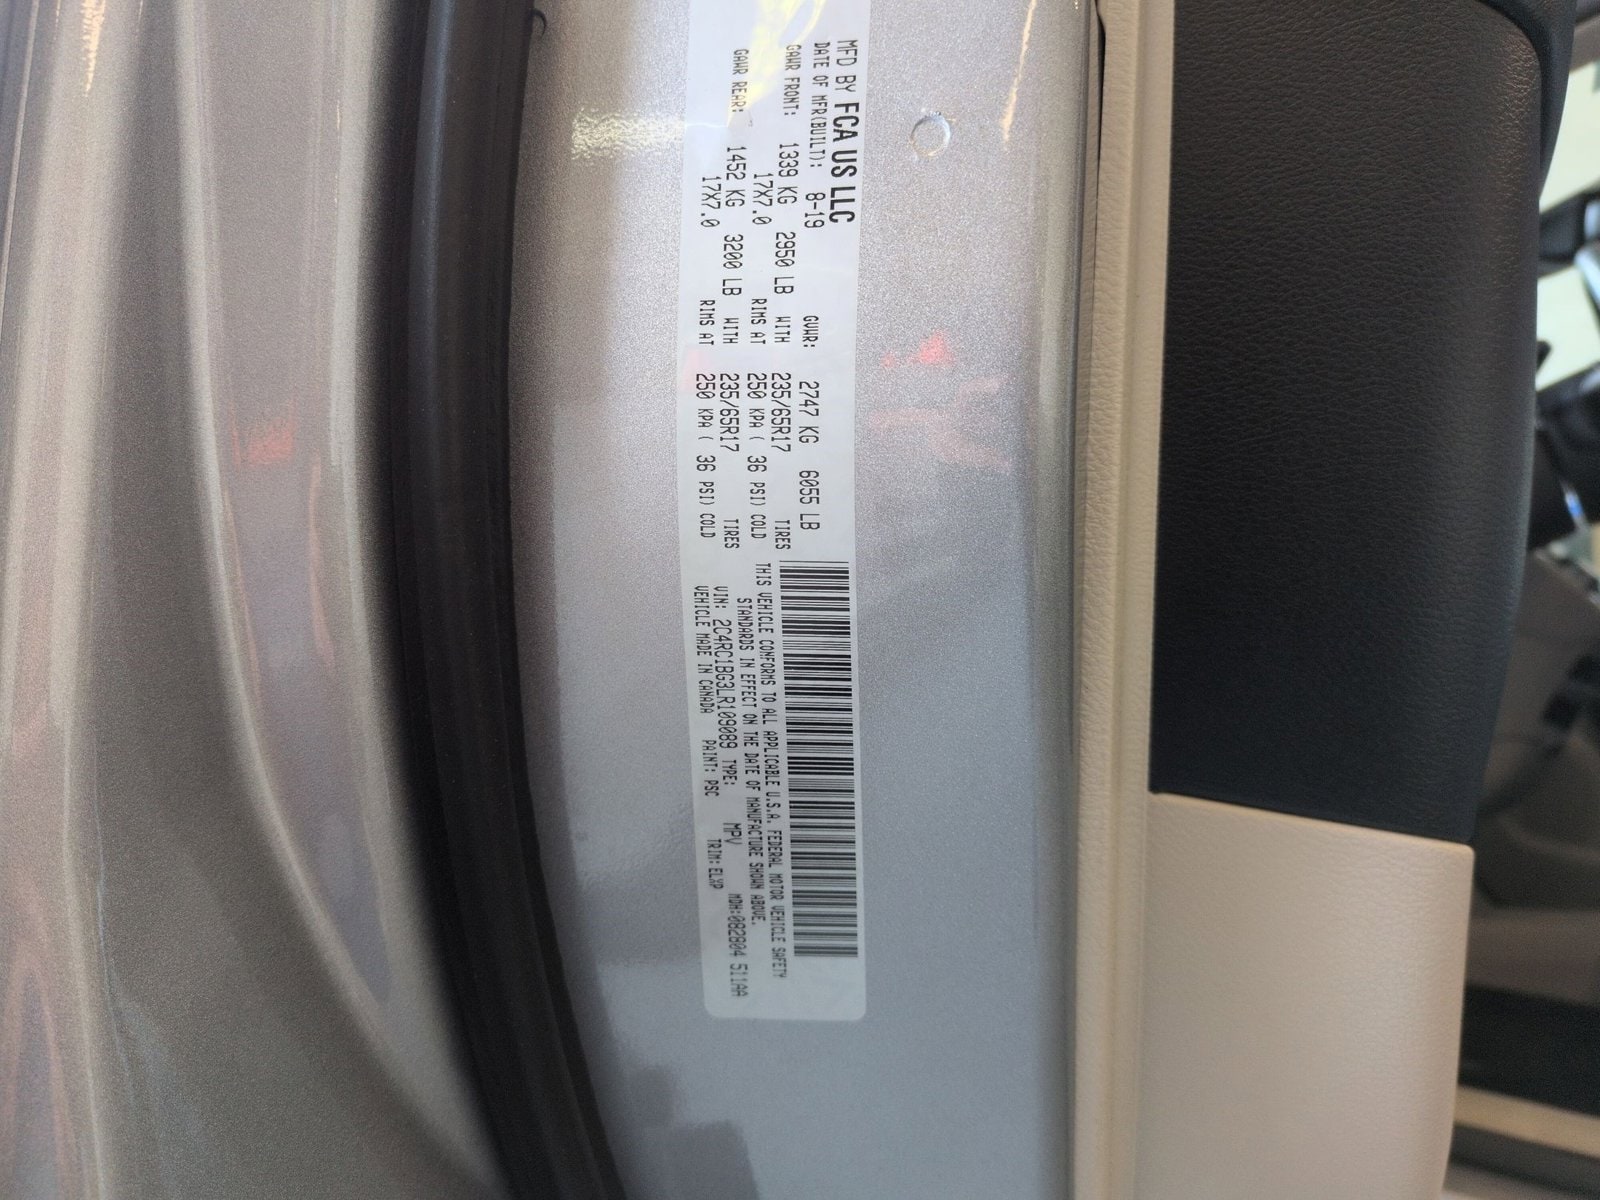 MFD BY FCA US LLC
DATE OF MFR(BUILT): 8-19 GVWR: 2747 KG 6055 LB
GAWR FRONT: 1339 KG 2950 LB WITH 235/65R17 TIRES
17X7.0 RIMS AT 250 KPA ( 36 PSI) COLD
GAWR REAR: 1452 KG 3200 LB WITH 235/65R17 TIRES
17X7.0 RIMS AT 250 KPA ( 36 PSI) COLD
THIS VEHICLE CONFORMS TO ALL APPLICABLE U.S.A. FEDERAL MOTOR VEHICLE SAFETY
STANDARDS IN EFFECT ON THE DATE OF MANUFACTURE SHOWN ABOVE.
VIN: 2C4RC1BG3LR109089 TYPE: MPV MDH:082804 511AA
VEHICLE MADE IN CANADA PAINT: PSC TRIM:ELXP